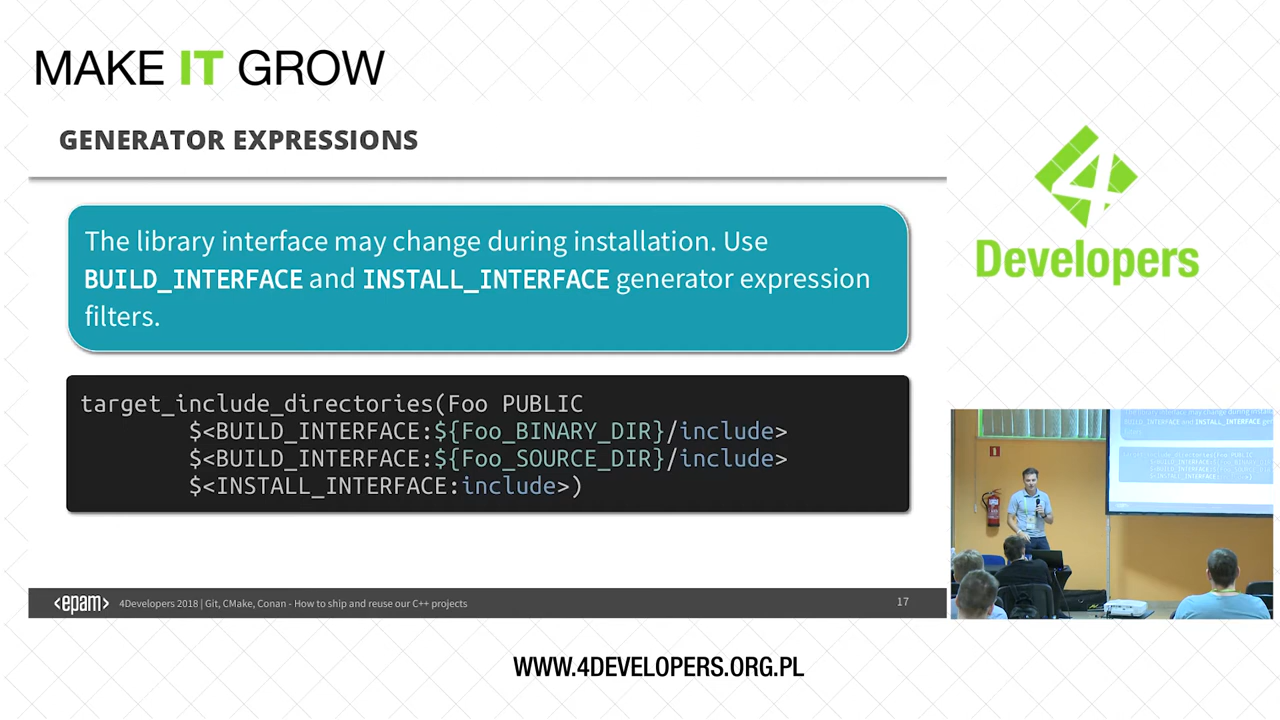 MAKE IT GROW
GENERATOR EXPRESSIONS
The library interface may change during installation. Use
BUILD_INTERFACE and INSTALL_INTERFACE generator expression
filters.
target_include_directories(Foo PUBLIC
$<BUILD_INTERFACE:${Foo_BINARY_DIR}/include>
$<BUILD_INTERFACE:${Foo_SOURCE_DIR}/include>
$<INSTALL_INTERFACE:include>)
<epam> 4Developers 2018 | Git, CMake, Conan - How to ship and reuse our C++ projects 17
4
Developers
WWW.4DEVELOPERS.ORG.PL